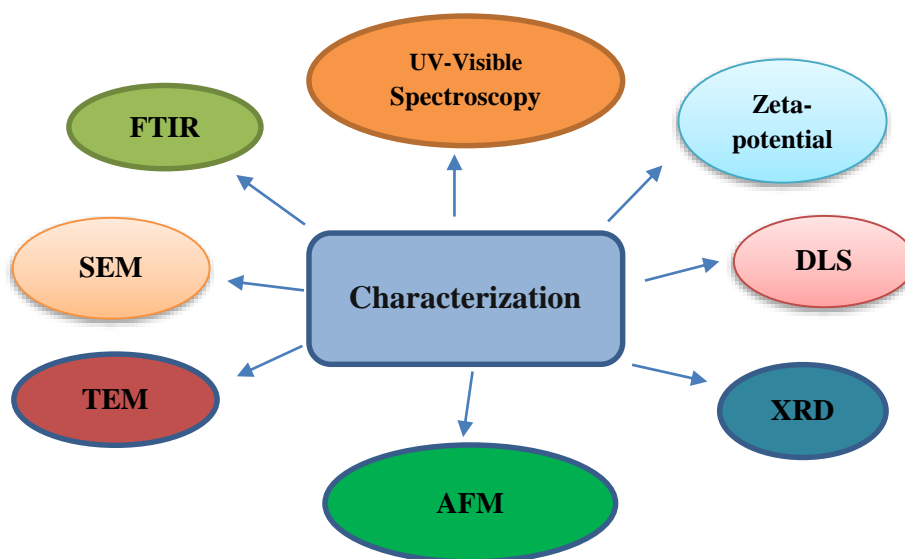 UV-Visible
Spectroscopy
Zeta-
potential
FTIR
SEM
DLS
Characterization
TEM
XRD
AFM